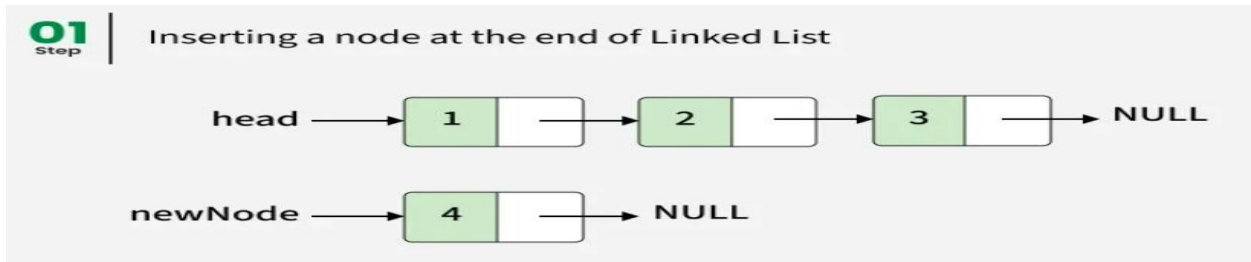 01
Step
Inserting a node at the end of Linked List
head 1 2 3 NULL
newNode 4 NULL